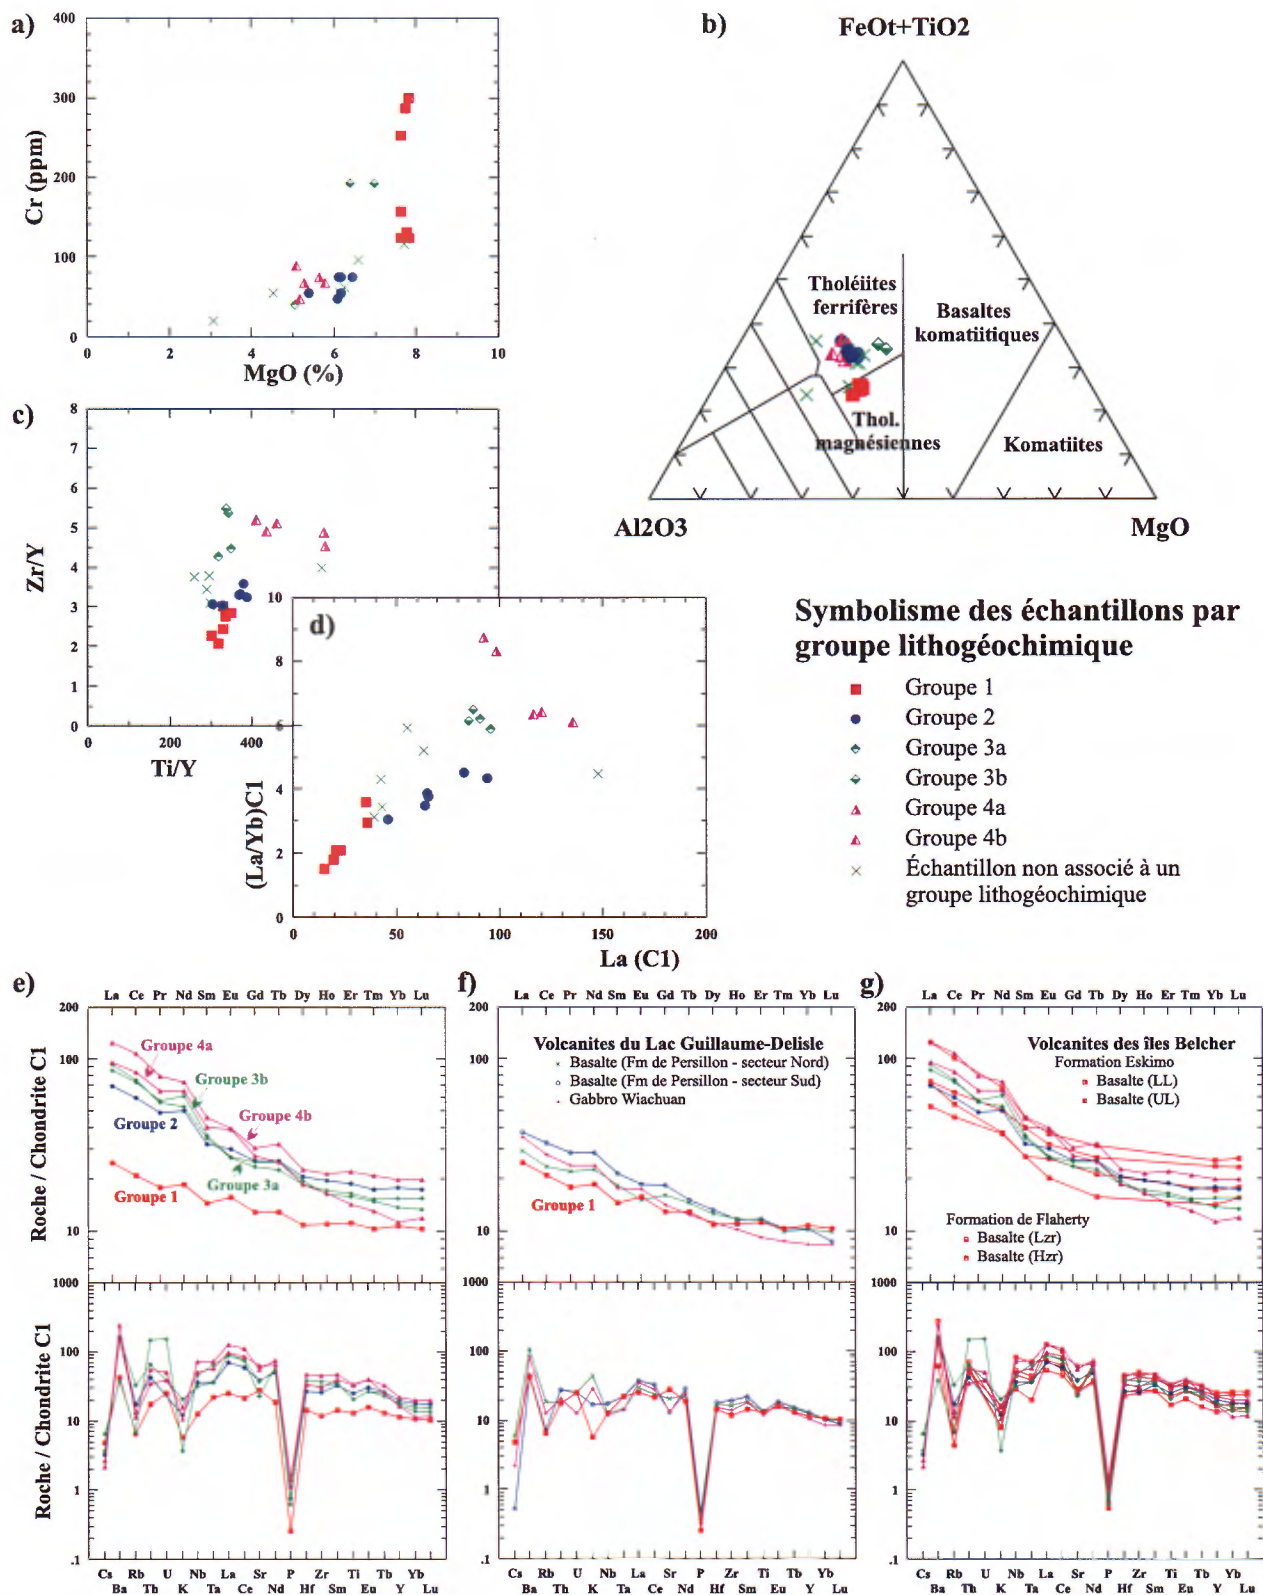 a)
400
300
200
100
0
Cr (ppm)
0 2 4 6 8 10
MgO (%)
b)
FeOt+TiO2
Tholéiites
ferrifères
Basaltes
komatiitiques
Thol.
magnésiennes
Komatiites
Al2O3
MgO
c)
8
7
6
5
4
3
2
1
0
Zr/Y
0 200 400
Ti/Y
d)
10
8
6
4
2
0
(La/Yb)C1
0 50 100 150 200
La (C1)
Symbolisme des échantillons par
groupe lithogéochimique
Groupe 1
Groupe 2
Groupe 3a
Groupe 3b
Groupe 4a
Groupe 4b
Échantillon non associé à un
groupe lithogéochimique
e)
La Ce Pr Nd Sm Eu Gd Tb Dy Ho Er Tm Yb Lu
200
100
10
Roche / Chondrite C1
Groupe 4a
Groupe 3b
Groupe 4b
Groupe 2
Groupe 3a
Groupe 1
f)
La Ce Pr Nd Sm Eu Gd Tb Dy Ho Er Tm Yb Lu
200
100
10
Volcanites du Lac Guillaume-Delisle
Basalte (Fm de Persillon - secteur Nord)
Basalte (Fm de Persillon - secteur Sud)
Gabbro Wiachuan
Groupe 1
g)
La Ce Pr Nd Sm Eu Gd Tb Dy Ho Er Tm Yb Lu
200
100
10
Volcanites des îles Belcher
Formation Eskimo
Basalte (LL)
Basalte (UL)
Formation de Flaherty
Basalte (Lzr)
Basalte (Hzr)
1000
100
10
1
.1
Roche / Chondrite C1
Cs Rb U Nb La Sr P Zr Ti Tb Yb
Ba Th K Ta Ce Nd Hf Sm Eu Y Lu
1000
100
10
1
.1
Cs Rb U Nb La Sr P Zr Ti Tb Yb
Ba Th K Ta Ce Nd Hf Sm Eu Y Lu
1000
100
10
1
.1
Cs Rb U Nb La Sr P Zr Ti Tb Yb
Ba Th K Ta Ce Nd Hf Sm Eu Y Lu